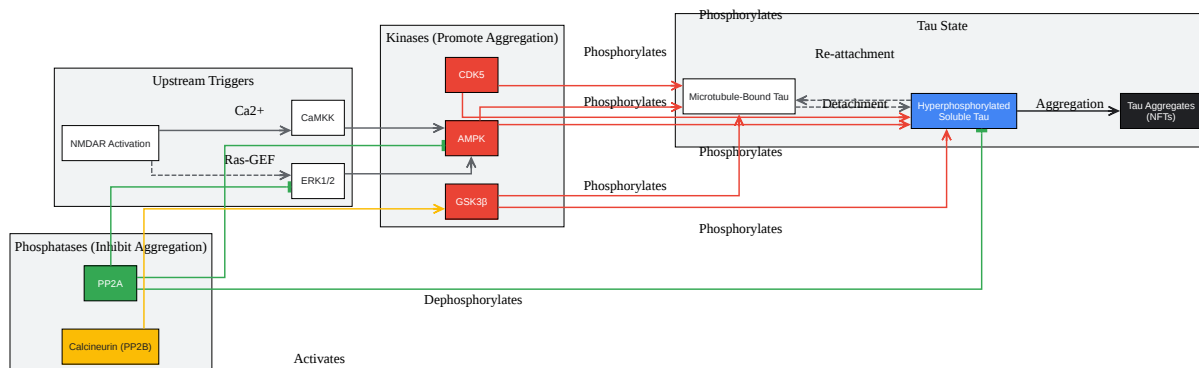 Phosphorylates
Tau State
Kinases (Promote Aggregation)
Phosphorylates
Re-attachment
Upstream Triggers
CDK5
Microtubule-Bound Tau
Ca2+
CaMKK
Phosphorylates
Detachment
Hyperphosphorylated
Soluble Tau
Aggregation
Tau Aggregates
(NFTs)
NMDAR Activation
AMPK
Ras-GEF
Phosphorylates
ERK1/2
Phosphorylates
GSK3β
Phosphorylates
Phosphatases (Inhibit Aggregation)
PP2A
Dephosphorylates
Calcineurin (PP2B)
Activates